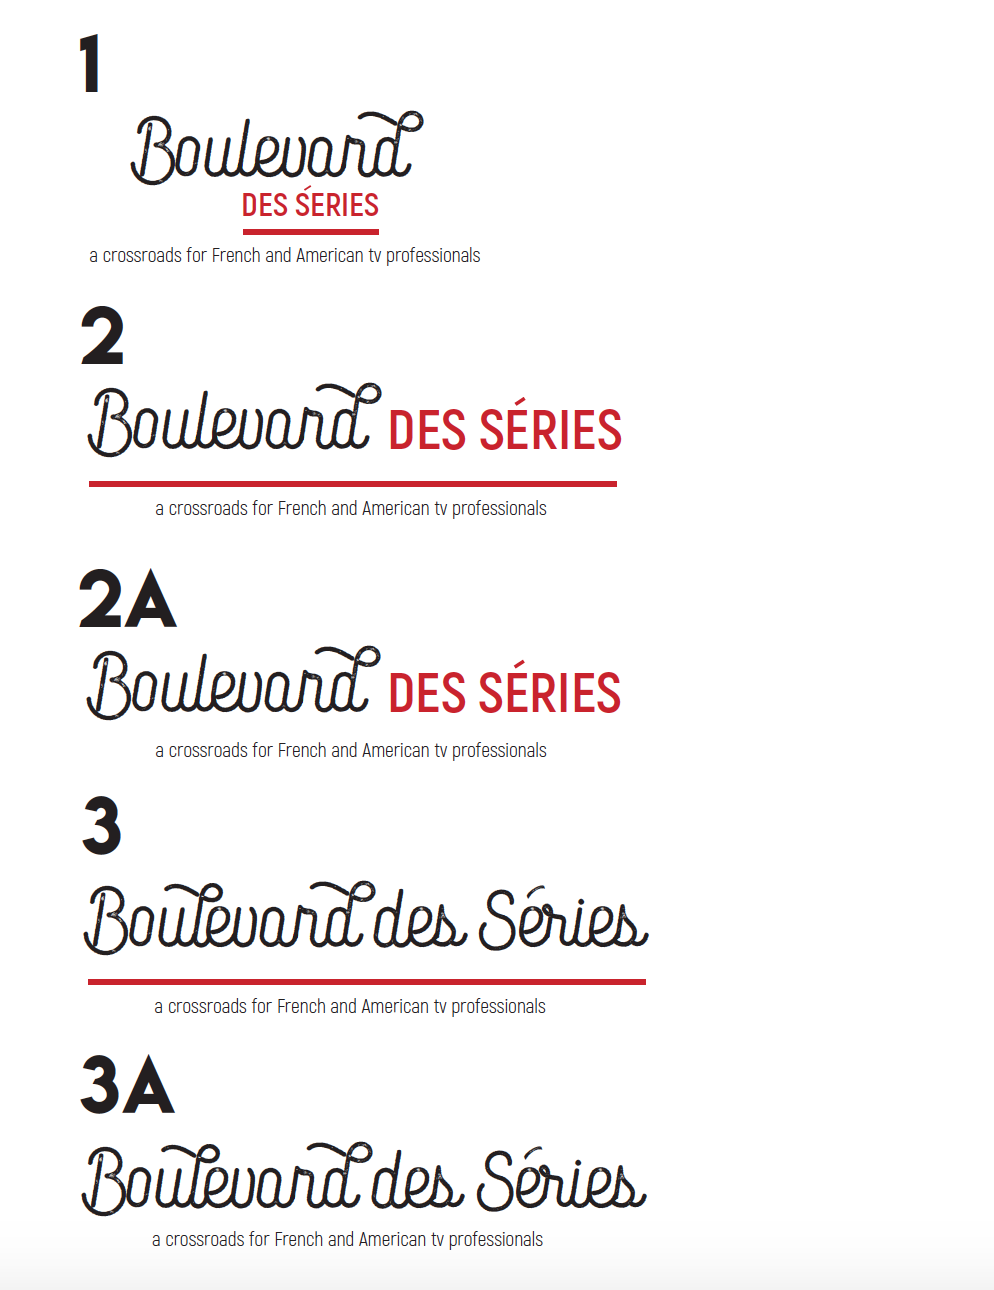 1
Boulevard
DES SÉRIES
a crossroads for French and American tv professionals
2
Boulevard DES SÉRIES
a crossroads for French and American tv professionals
2A
Boulevard DES SÉRIES
a crossroads for French and American tv professionals
3
Boulevard des Séries
a crossroads for French and American tv professionals
3A
Boulevard des Séries
a crossroads for French and American tv professionals